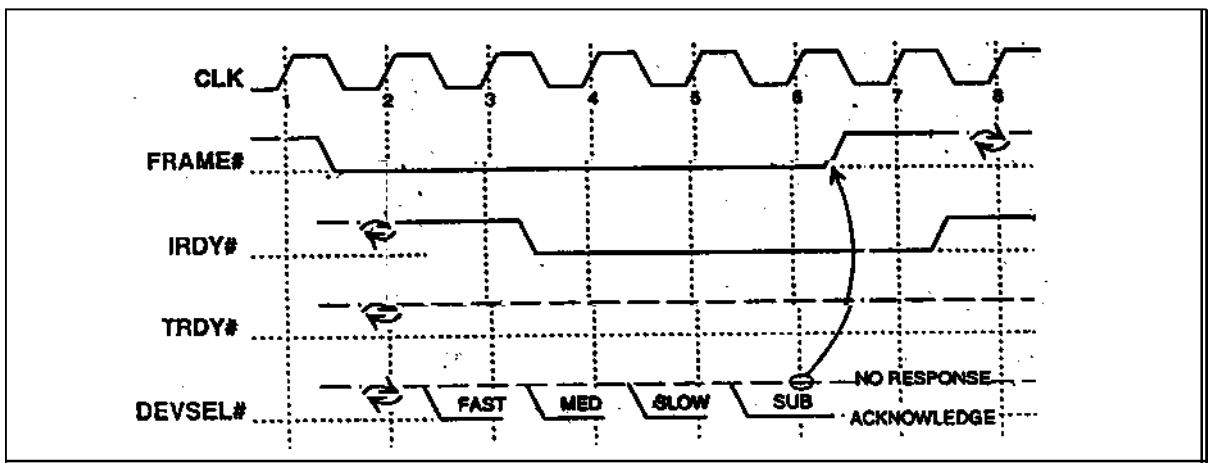 CLK
1 2 3 4 5 6 7 8
FRAME#
IRDY#
TRDY#
DEVSEL#
FAST MED SLOW SUB
NO RESPONSE
ACKNOWLEDGE